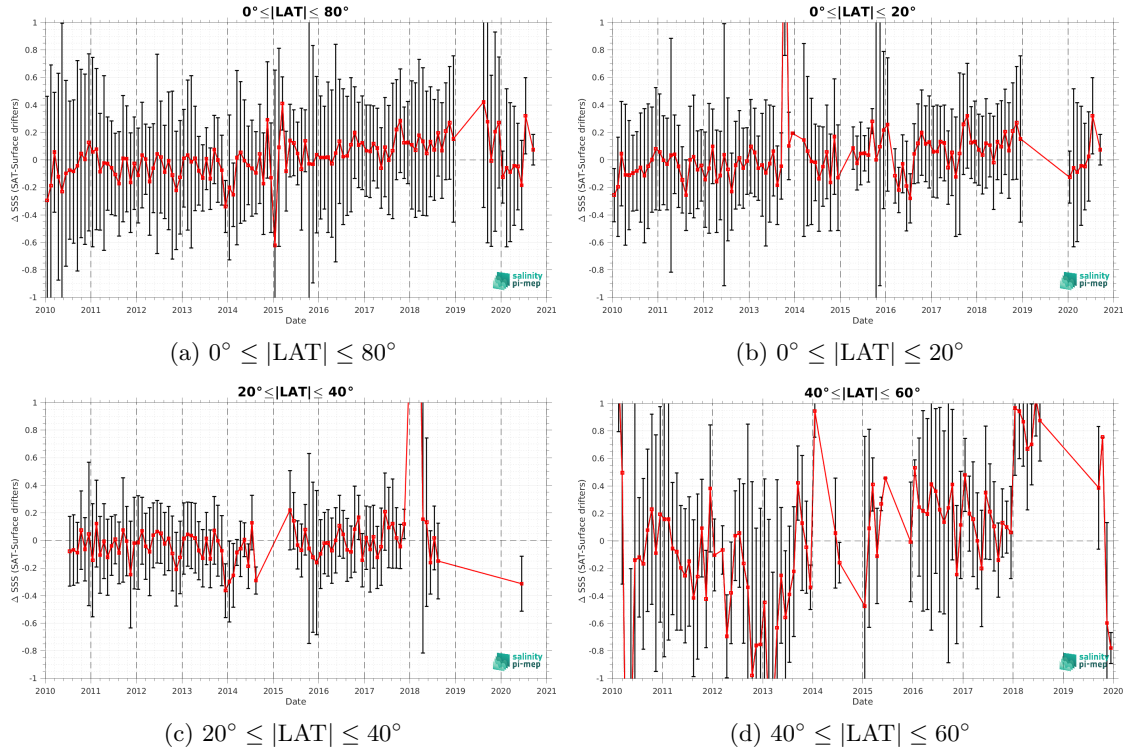 0°≤|LAT|≤ 80°
1
0.8
0.6
0.4
0.2
0
-0.2
-0.4
-0.6
-0.8
-1
Δ SSS (SAT-Surface drifters)
2010 2011 2012 2013 2014 2015 2016 2017 2018 2019 2020 2021
Date
salinity
pi-mep
(a) 0° ≤ |LAT| ≤ 80°
0°≤|LAT|≤ 20°
1
0.8
0.6
0.4
0.2
0
-0.2
-0.4
-0.6
-0.8
-1
Δ SSS (SAT-Surface drifters)
2010 2011 2012 2013 2014 2015 2016 2017 2018 2019 2020 2021
Date
salinity
pi-mep
(b) 0° ≤ |LAT| ≤ 20°
20°≤|LAT|≤ 40°
1
0.8
0.6
0.4
0.2
0
-0.2
-0.4
-0.6
-0.8
-1
Δ SSS (SAT-Surface drifters)
2010 2011 2012 2013 2014 2015 2016 2017 2018 2019 2020 2021
Date
salinity
pi-mep
(c) 20° ≤ |LAT| ≤ 40°
40°≤|LAT|≤ 60°
1
0.8
0.6
0.4
0.2
0
-0.2
-0.4
-0.6
-0.8
-1
Δ SSS (SAT-Surface drifters)
2010 2011 2012 2013 2014 2015 2016 2017 2018 2019 2020
Date
salinity
pi-mep
(d) 40° ≤ |LAT| ≤ 60°